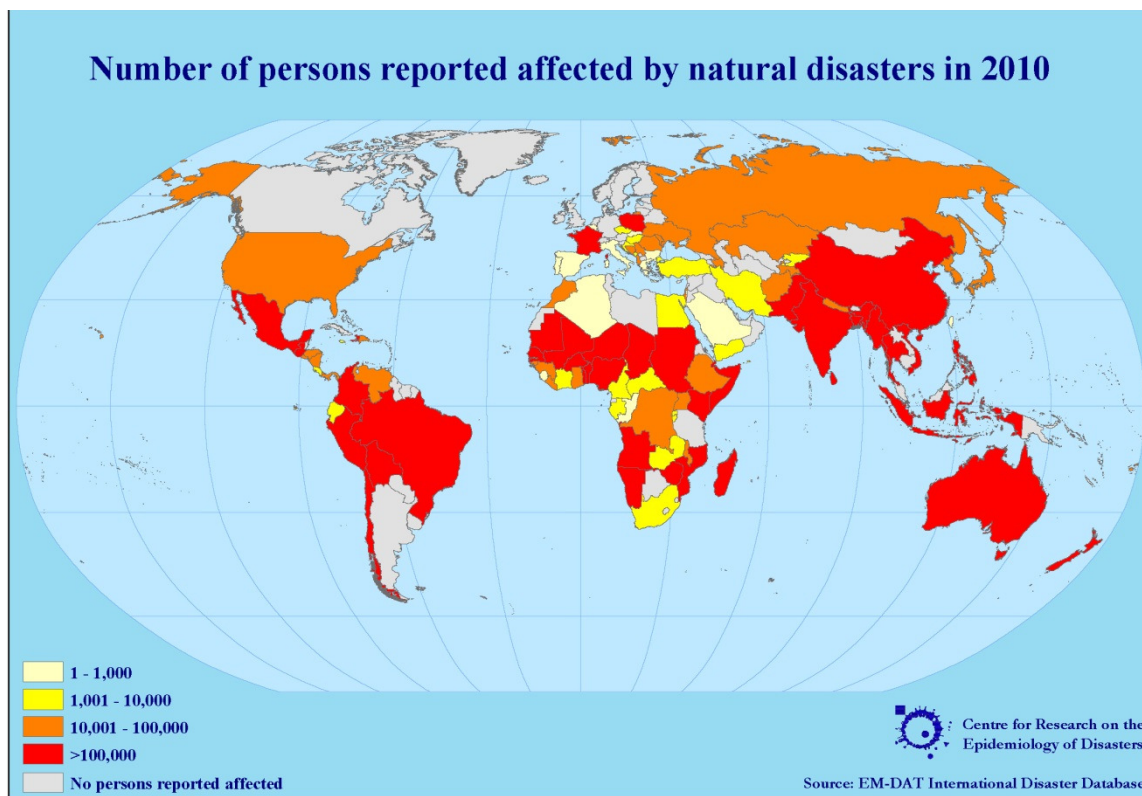 Number of persons reported affected by natural disasters in 2010
1 - 1,000
1,001 - 10,000
10,001 - 100,000
>100,000
No persons reported affected
Centre for Research on the
Epidemiology of Disasters
Source: EM-DAT International Disaster Database